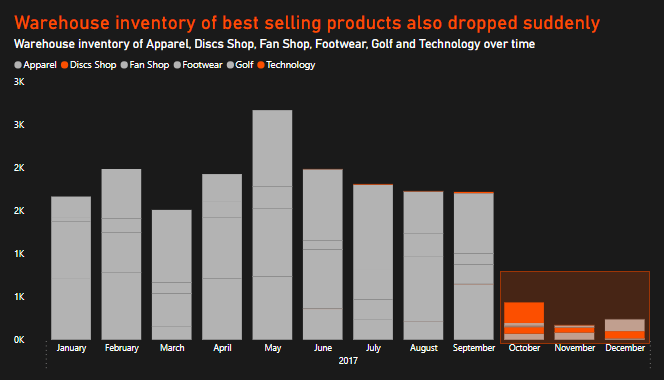 Warehouse inventory of best selling products also dropped suddenly
Warehouse inventory of Apparel, Discs Shop, Fan Shop, Footwear, Golf and Technology over time
Apparel Discs Shop Fan Shop Footwear Golf Technology
3K
3K
2K
2K
1K
1K
0K
January February March April May June July August September October November December
2017